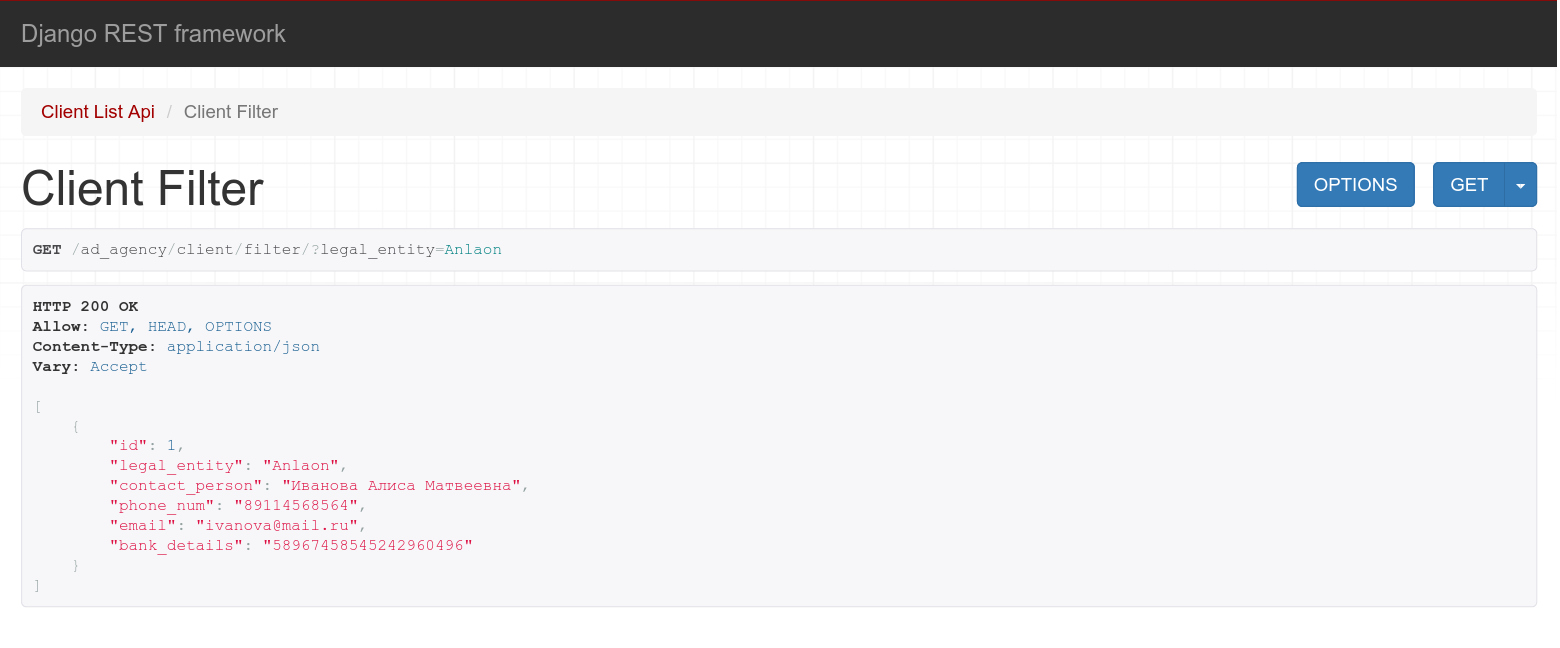 Django REST framework
Client List Api / Client Filter
Client Filter
OPTIONS
GET
GET /ad_agency/client/filter/?legal_entity=Anlaon
HTTP 200 OK
Allow: GET, HEAD, OPTIONS
Content-Type: application/json
Vary: Accept
[
    {
        "id": 1,
        "legal_entity": "Anlaon",
        "contact_person": "Иванова Алиса Матвеевна",
        "phone_num": "89114568564",
        "email": "ivanova@mail.ru",
        "bank_details": "58967458545242960496"
    }
]